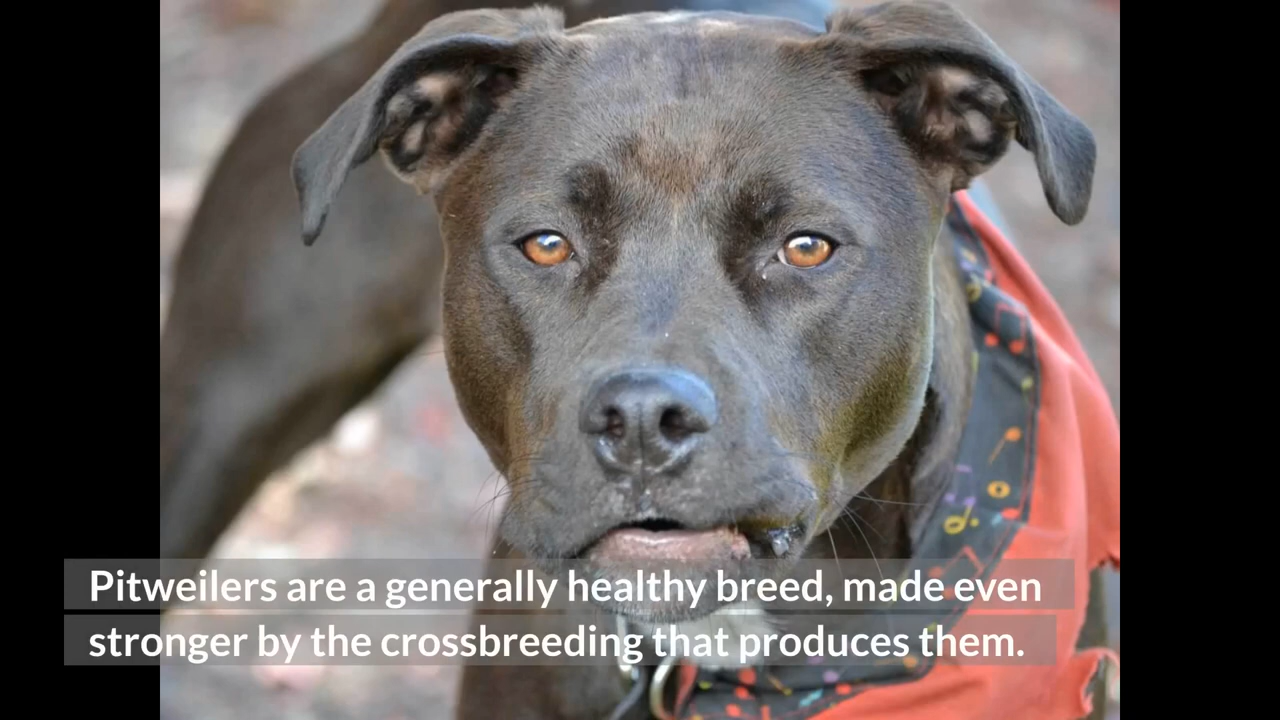 Pitweilers are a generally healthy breed, made even
stronger by the crossbreeding that produces them.